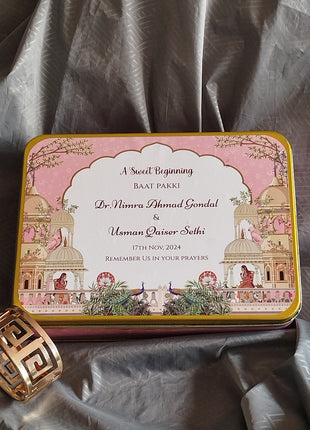 A Sweet Beginning
BAAT PAKKI
Dr.Nimra Ahmad Gondal
&
Usman Qaiser Sethi
17TH NOV, 2024
REMEMBER US IN YOUR PRAYERS